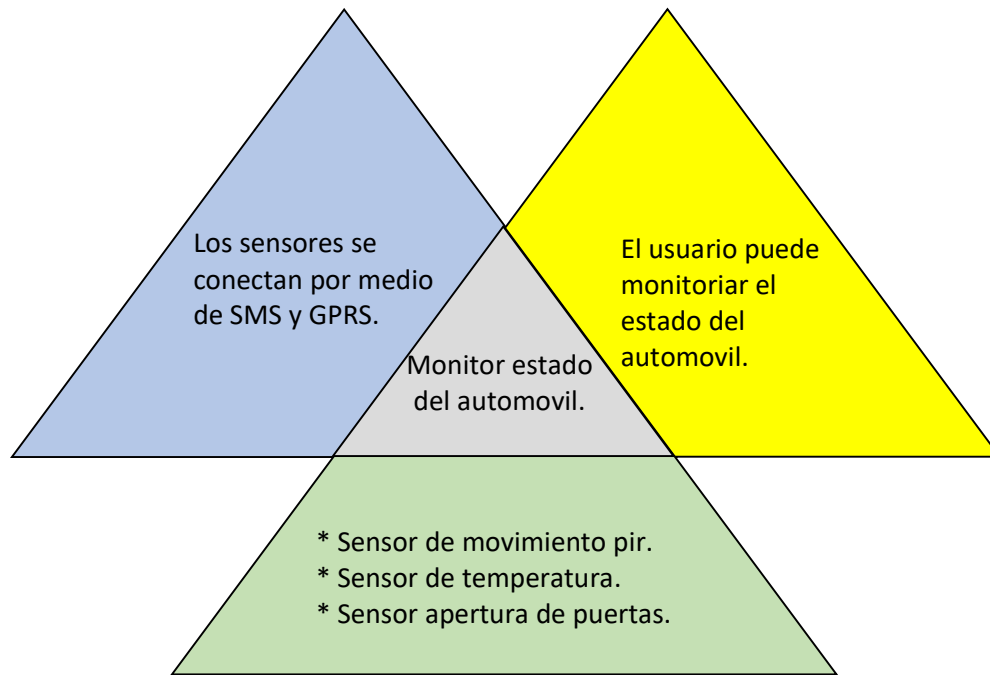 Los sensores se
conectan por medio
de SMS y GPRS.
El usuario puede
monitoriar el
estado del
automovil.
Monitor estado
del automovil.
* Sensor de movimiento pir.
* Sensor de temperatura.
* Sensor apertura de puertas.